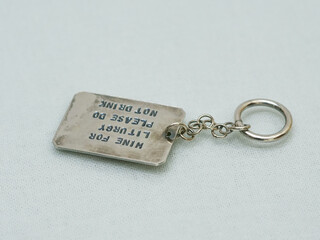 WINE FOR
LITURGY
PLEASE DO
NOT DRINK